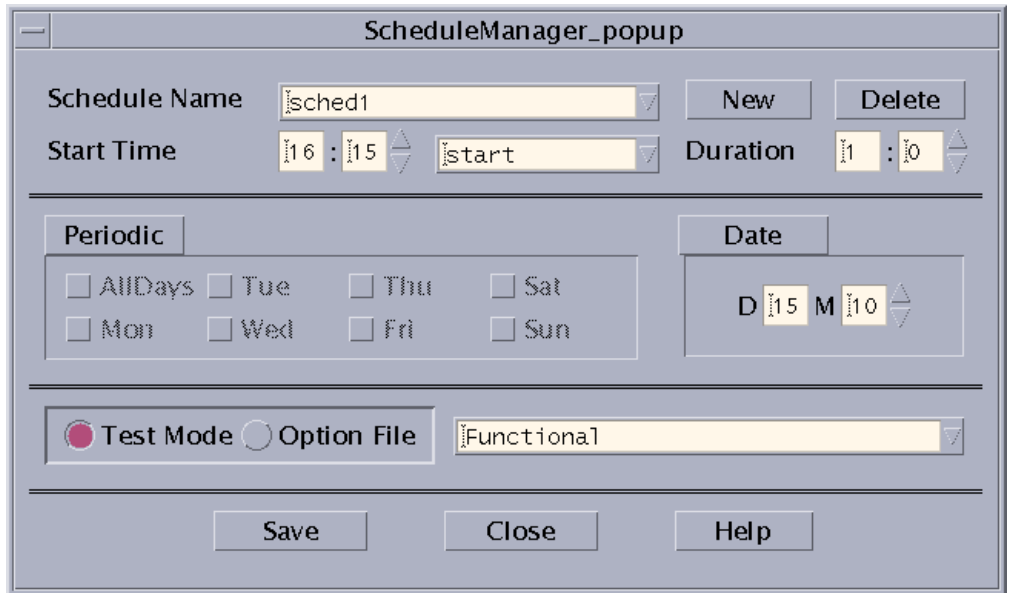 ScheduleManager_popup
Schedule Name sched1 New Delete
Start Time 16 : 15 start Duration 1 : 0
Periodic Date
AllDays Tue Thu Sat
D 15 M 10
Mon Wed Fri Sun
Test Mode Option File Functional
Save Close Help